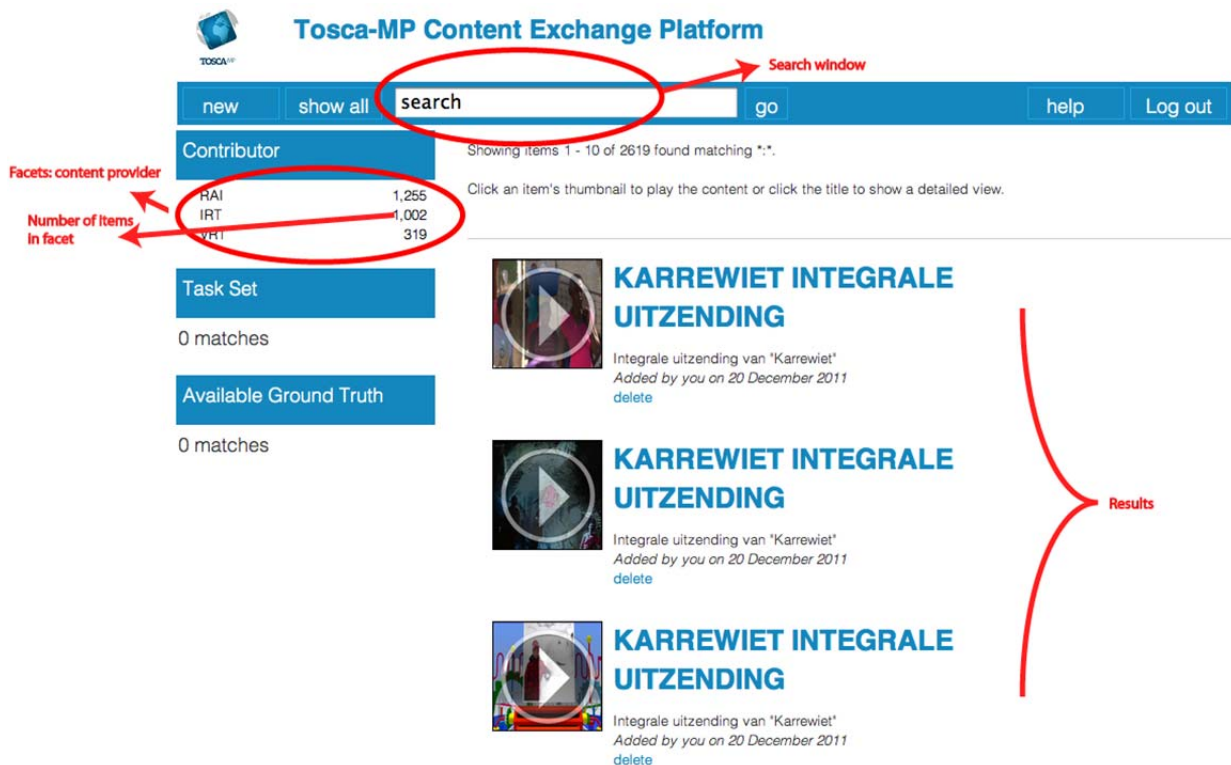 Tosca-MP Content Exchange Platform
TOSCA MP
Search window
new
show all
search
go
help
Log out
Contributor
Showing items 1 - 10 of 2619 found matching *:*.
Facets: content provider
Click an item's thumbnail to play the content or click the title to show a detailed view.
RAI 1,255
IRT 1,002
VRT 319
Number of items
in facet
Task Set
0 matches
Available Ground Truth
0 matches
KARREWIET INTEGRALE
UITZENDING
Integrale uitzending van "Karrewiet"
Added by you on 20 December 2011
delete
KARREWIET INTEGRALE
UITZENDING
Integrale uitzending van "Karrewiet"
Added by you on 20 December 2011
delete
Results
KARREWIET INTEGRALE
UITZENDING
Integrale uitzending van "Karrewiet"
Added by you on 20 December 2011
delete